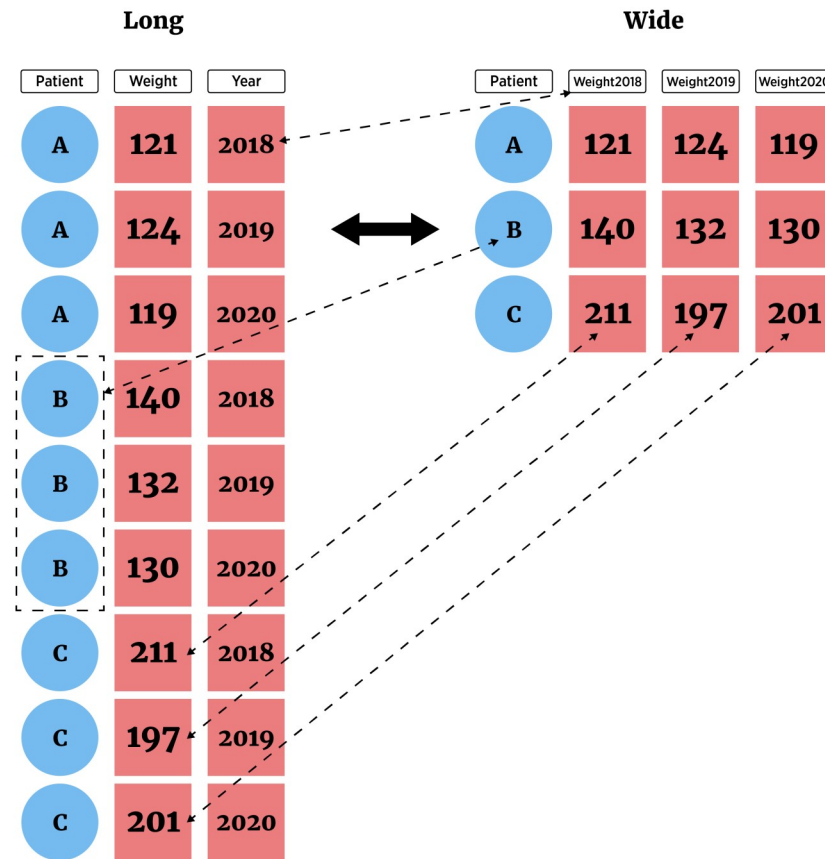 Long
Patient Weight Year
A 121 2018
A 124 2019
A 119 2020
B 140 2018
B 132 2019
B 130 2020
C 211 2018
C 197 2019
C 201 2020
Wide
Patient Weight2018 Weight2019 Weight2020
A 121 124 119
B 140 132 130
C 211 197 201